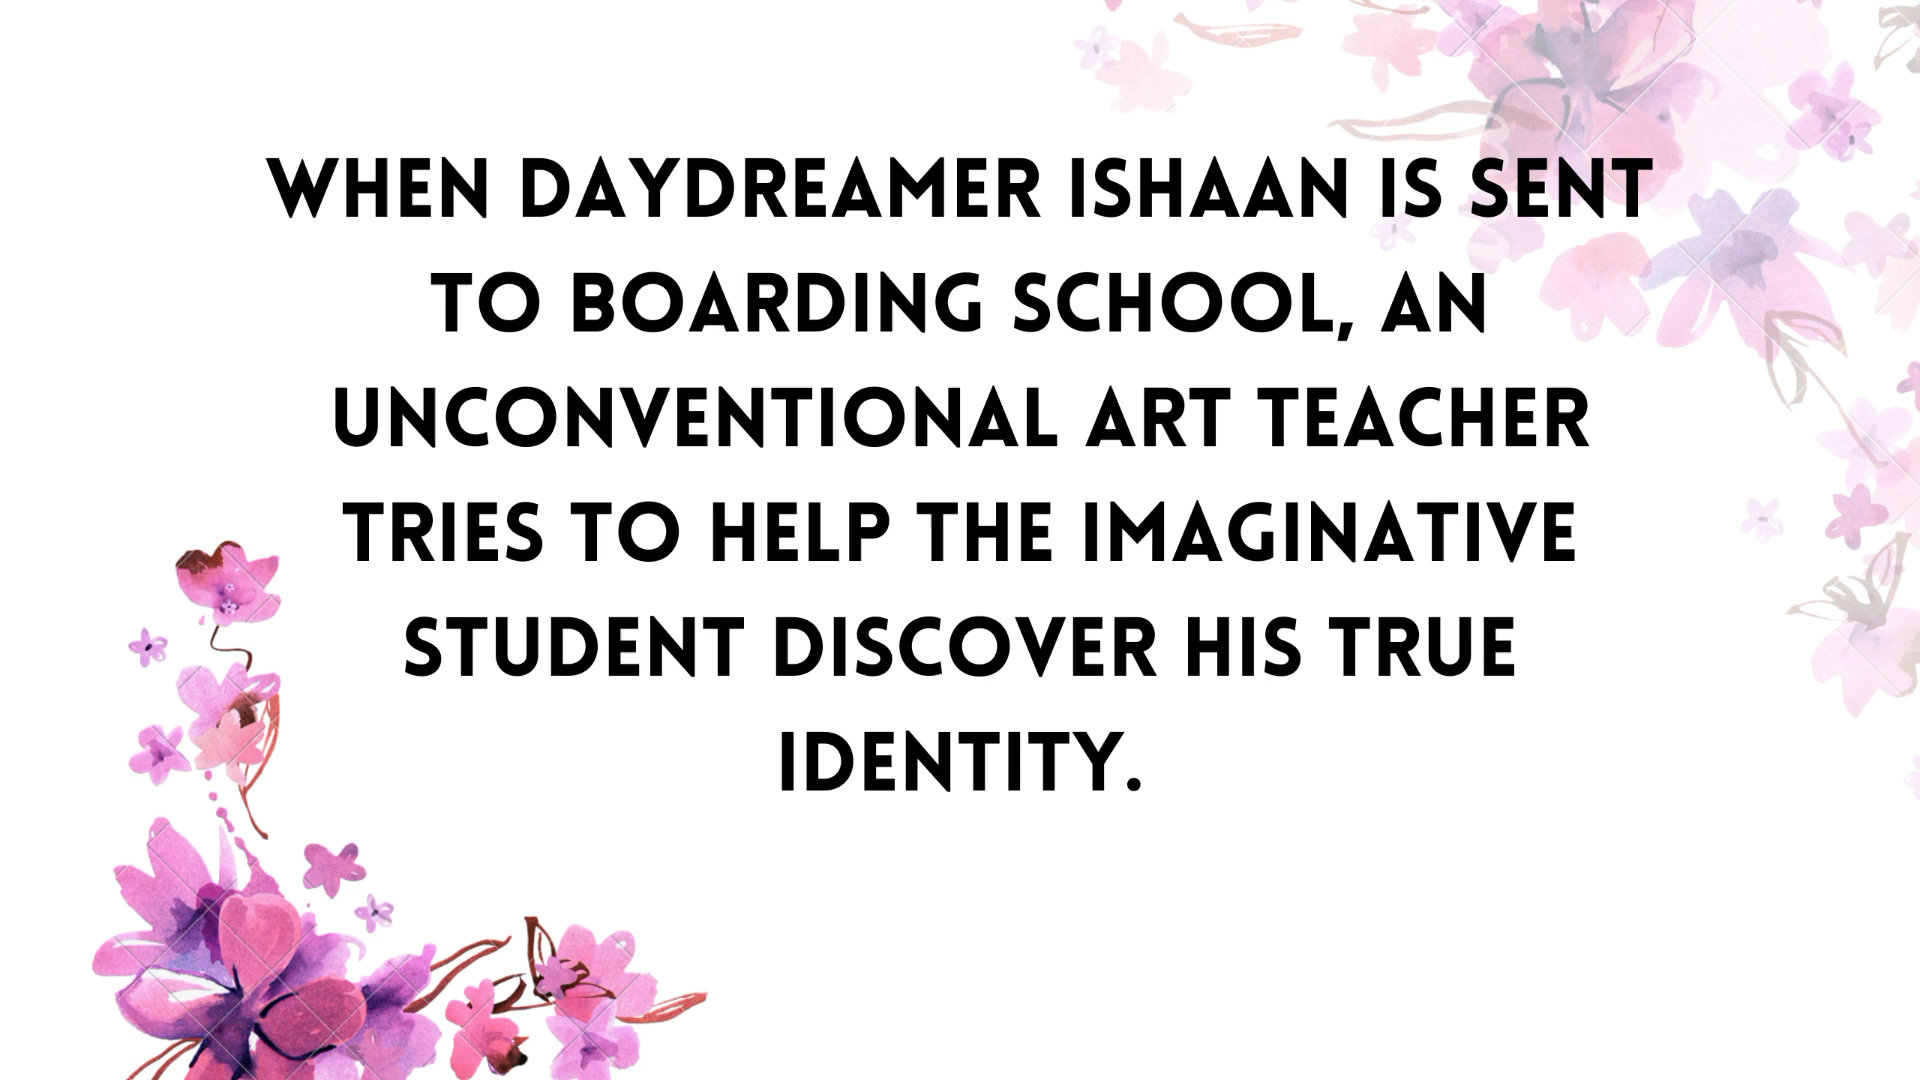 WHEN DAYDREAMER ISHAAN IS SENT
TO BOARDING SCHOOL, AN
UNCONVENTIONAL ART TEACHER
TRIES TO HELP THE IMAGINATIVE
STUDENT DISCOVER HIS TRUE
IDENTITY.